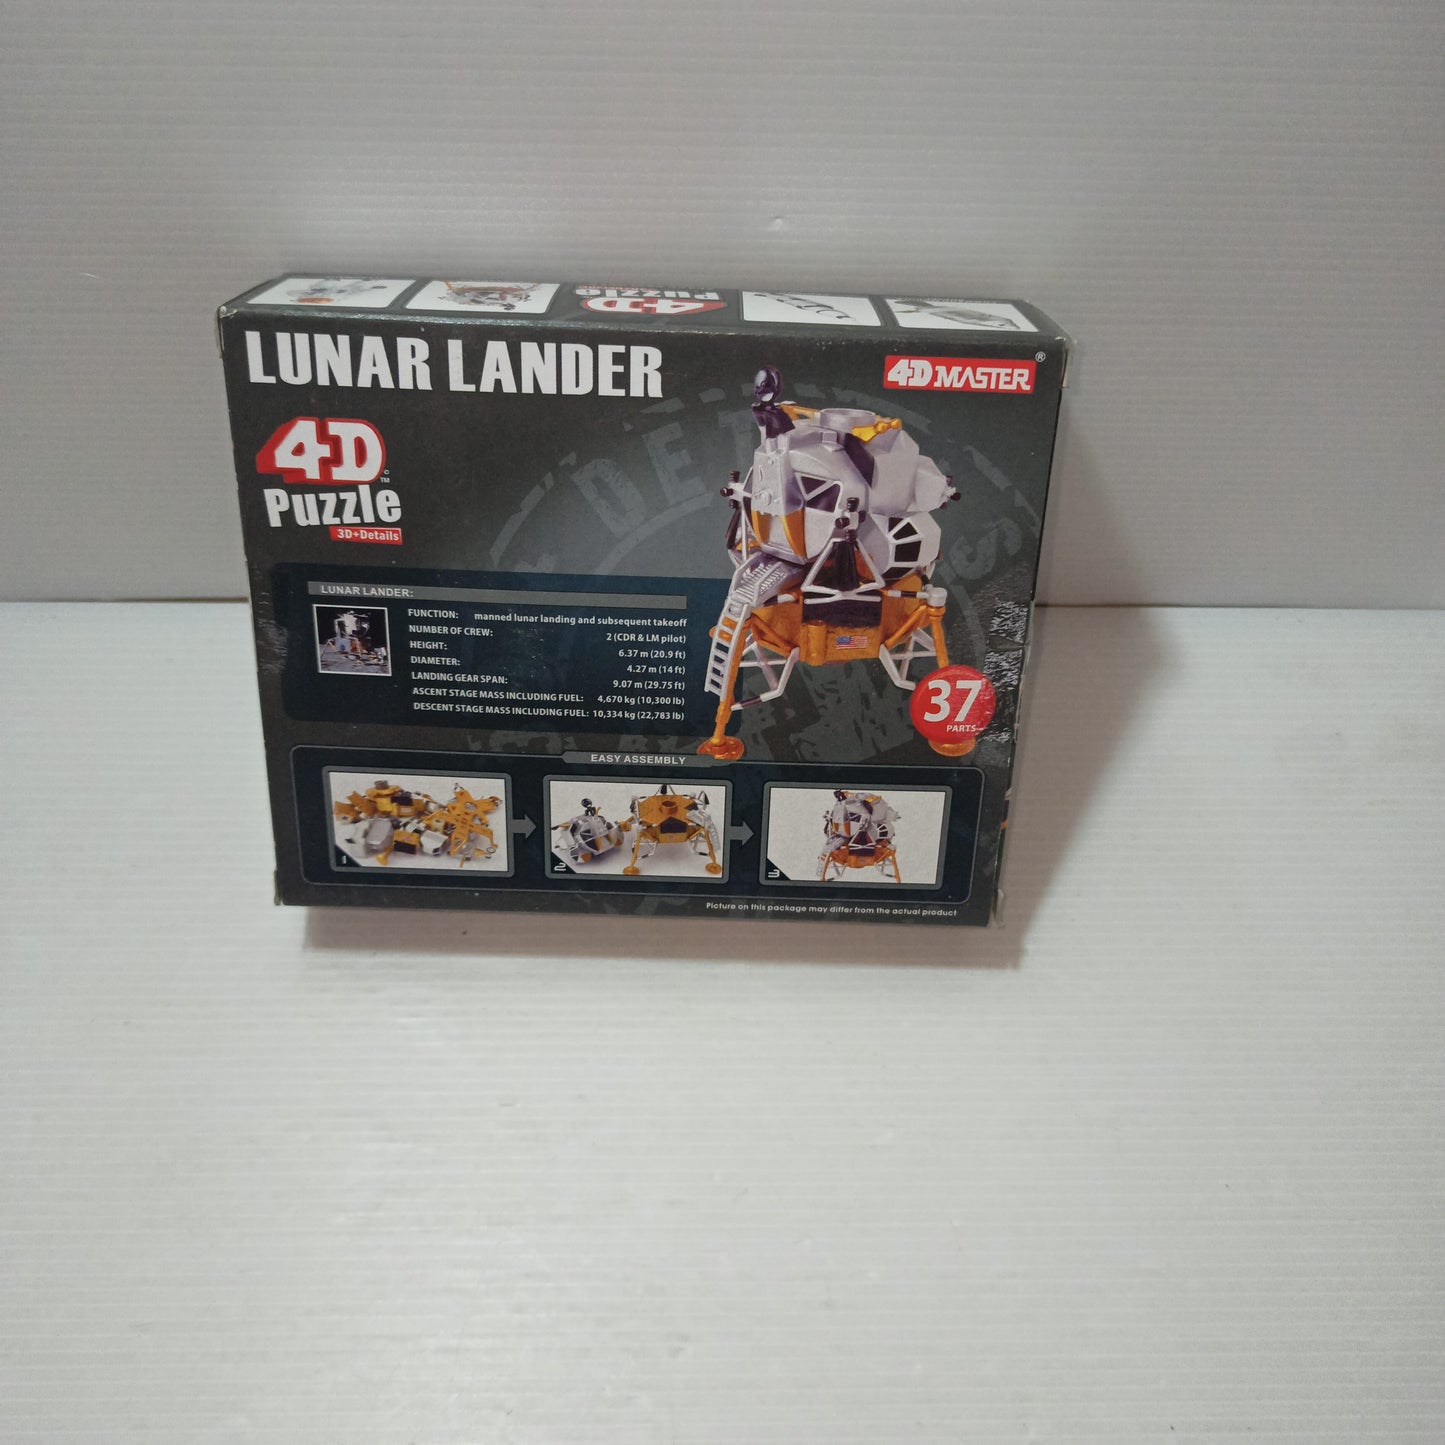 4D
Puzzle
LUNAR LANDER
4D MASTER®
4D
™
Puzzle
3D+Details
LUNAR LANDER:
FUNCTION: manned lunar landing and subsequent takeoff
NUMBER OF CREW: 2 (CDR & LM pilot)
HEIGHT: 6.37 m (20.9 ft)
DIAMETER: 4.27 m (14 ft)
LANDING GEAR SPAN: 9.07 m (29.75 ft)
ASCENT STAGE MASS INCLUDING FUEL: 4,670 kg (10,300 lb)
DESCENT STAGE MASS INCLUDING FUEL: 10,334 kg (22,783 lb)
37
PARTS
EASY ASSEMBLY
1
2
3
Picture on this package may differ from the actual product